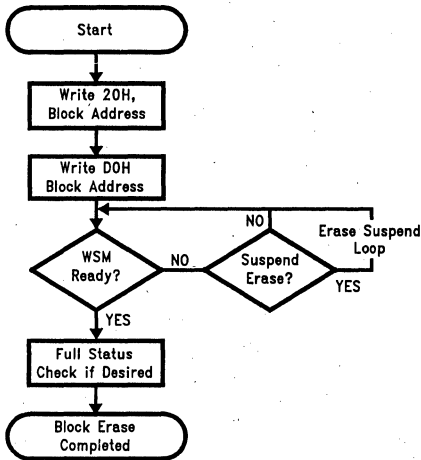 Start
Write 20H,
Block Address
Write D0H
Block Address
NO
Erase Suspend
Loop
WSM
Ready?
NO
Suspend
Erase?
YES
YES
Full Status
Check if Desired
Block Erase
Completed